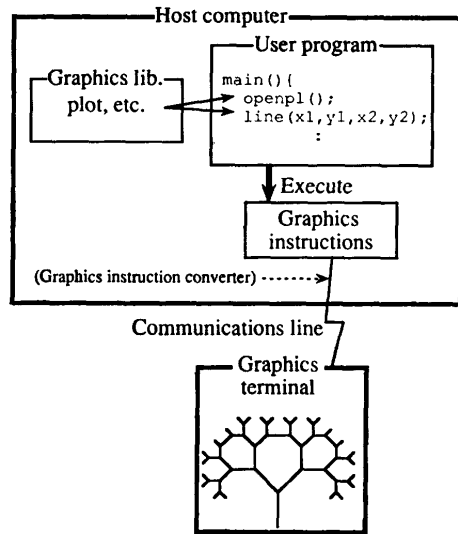 Host computer
User program
Graphics lib.
plot, etc.
main(){
openpl();
line(x1,y1,x2,y2);
:
Execute
Graphics
instructions
(Graphics instruction converter)
Communications line
Graphics
terminal